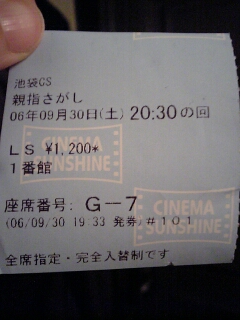 池袋CS
親指さがし
06年09月30日(土) 20:30の回
LS ¥1,200*
1番館
CINEMA SUNSHINE
座席番号: G-7
CINEMA SUNSHINE
(06/09/30 19:33 発券) #101
全席指定・完全入替制です